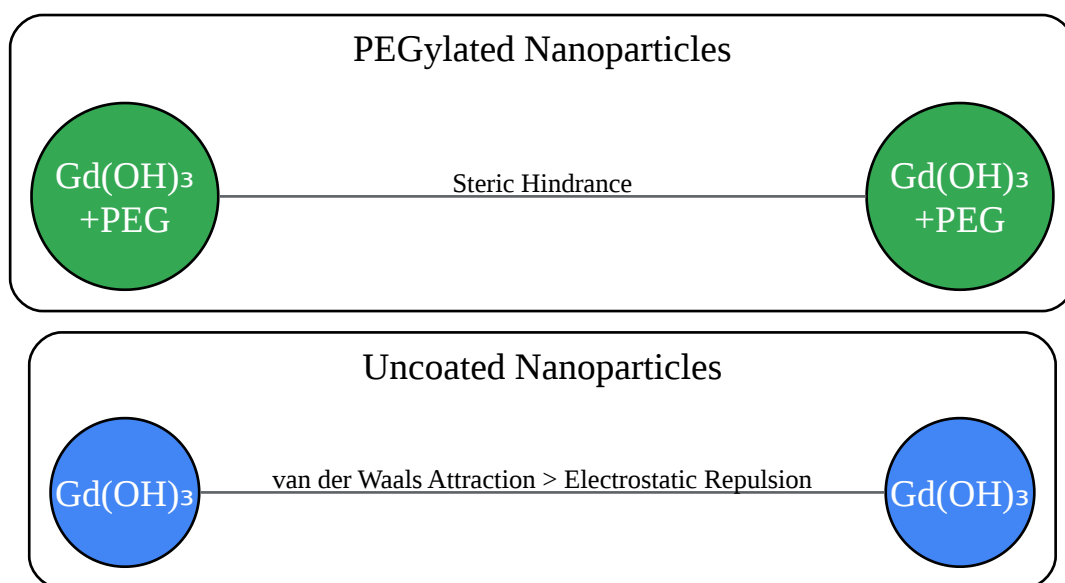 PEGylated Nanoparticles
Gd(OH)₃
+PEG
Steric Hindrance
Gd(OH)₃
+PEG
Uncoated Nanoparticles
Gd(OH)₃
van der Waals Attraction > Electrostatic Repulsion
Gd(OH)₃